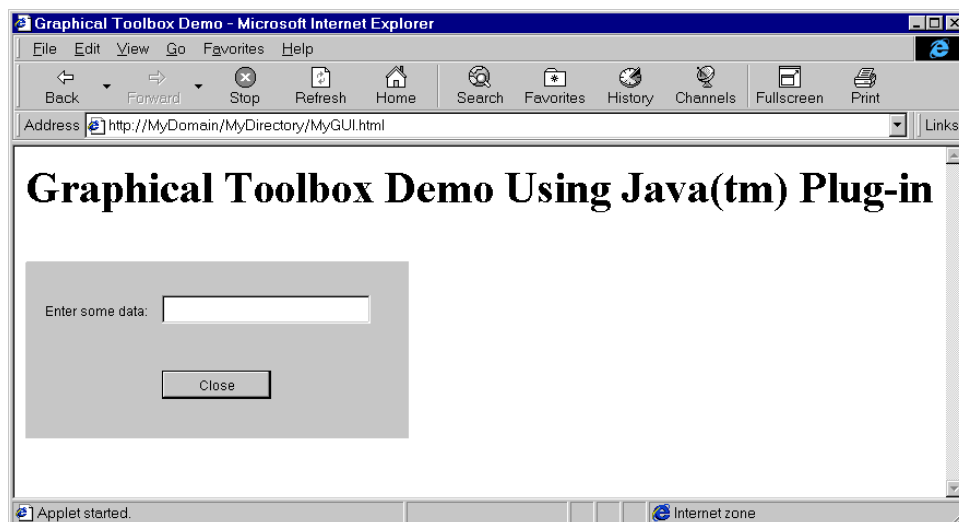 Graphical Toolbox Demo - Microsoft Internet Explorer
File Edit View Go Favorites Help
Back Forward Stop Refresh Home Search Favorites History Channels Fullscreen Print
Address http://MyDomain/MyDirectory/MyGUI.html Links
Graphical Toolbox Demo Using Java(tm) Plug-in
Enter some data:
Close
Applet started. Internet zone